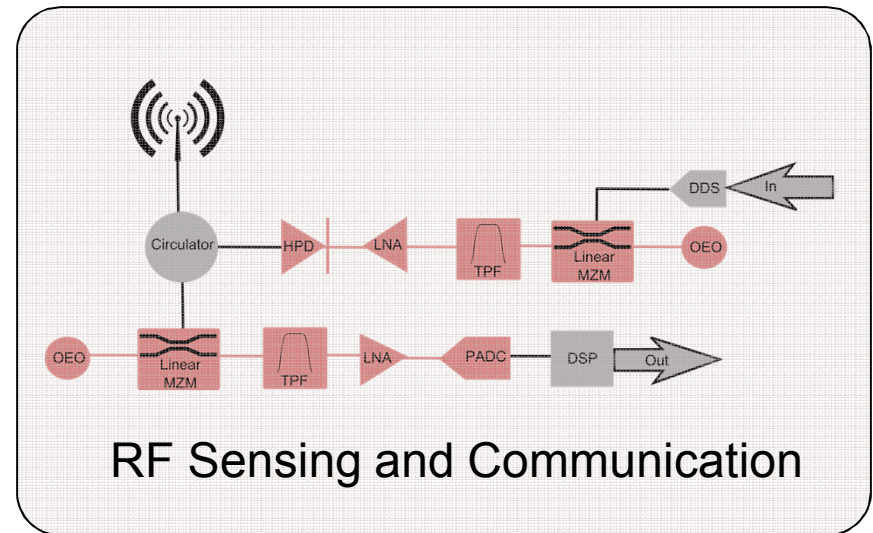 DDS
In
Circulator
HPD
LNA
TPF
Linear
MZM
OEO
OEO
Linear
MZM
TPF
LNA
PADC
DSP
Out
RF Sensing and Communication